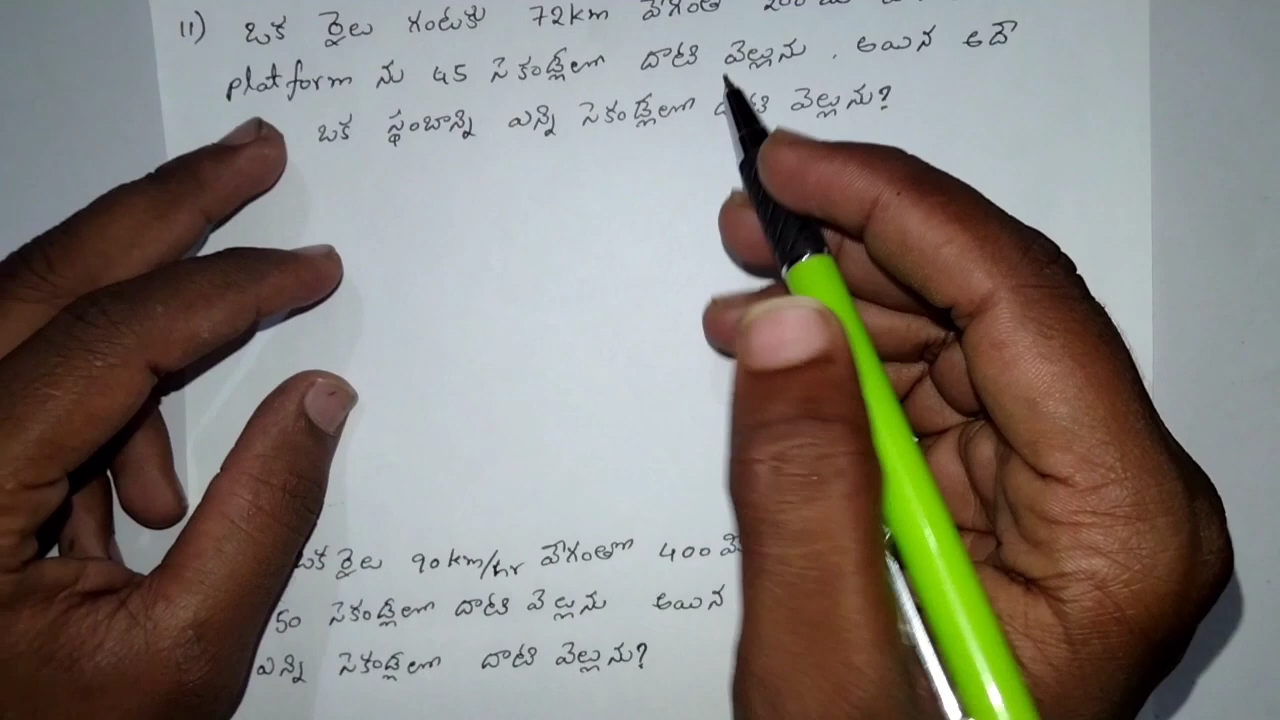 11) ఒక రైలు గంటకు 72km వేగంతో 200
platform ను 45 సెకండ్లలో దాటి వెల్లును. అయిన అదే
ఒక స్థంబాన్ని ఎన్ని సెకండ్లలో దాటి వెల్లును?
ఒక రైలు 90km/hr వేగంతో 400
50 సెకండ్లలో దాటి వెల్లును అయిన
ఎన్ని సెకండ్లలో దాటి వెల్లును?